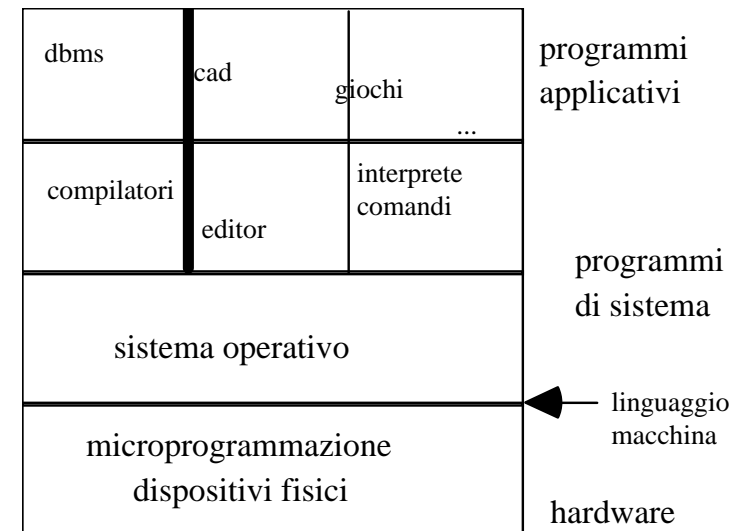 dbms
cad
giochi
...
programmi
applicativi
compilatori
editor
interprete
comandi
programmi
di sistema
sistema operativo
linguaggio
macchina
microprogrammazione
dispositivi fisici
hardware